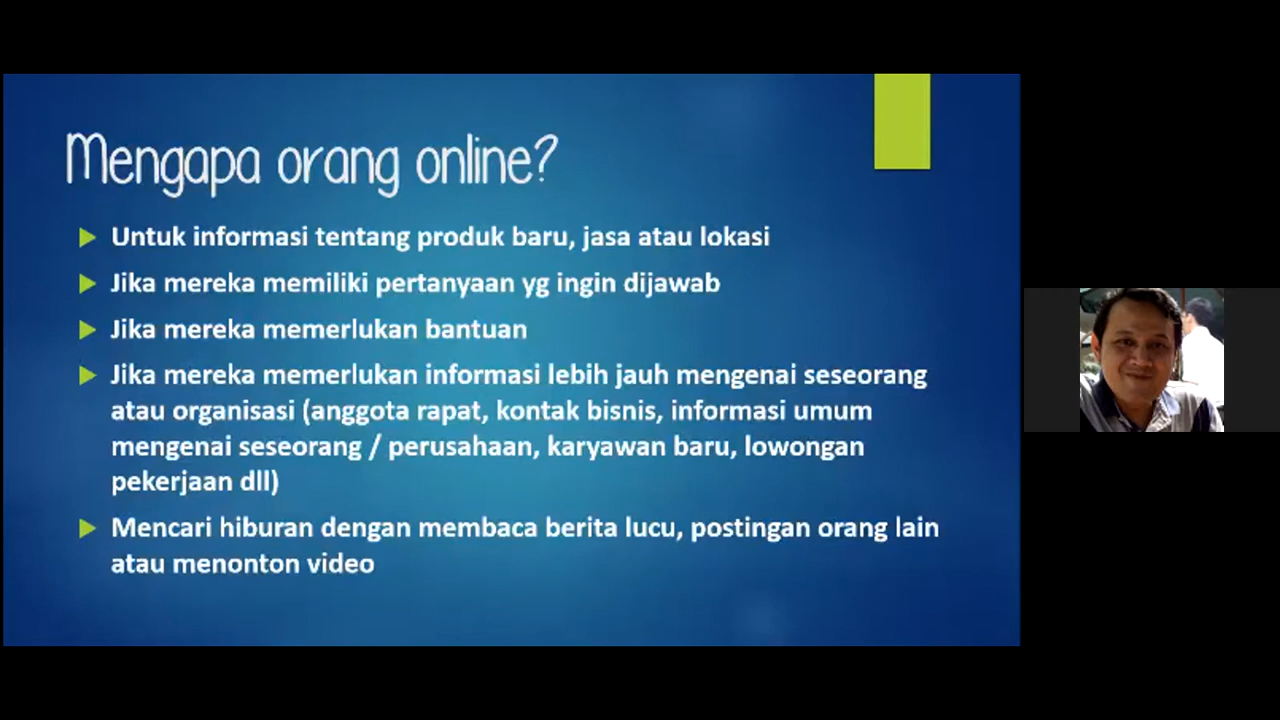 Mengapa orang online?
Untuk informasi tentang produk baru, jasa atau lokasi
Jika mereka memiliki pertanyaan yg ingin dijawab
Jika mereka memerlukan bantuan
Jika mereka memerlukan informasi lebih jauh mengenai seseorang
atau organisasi (anggota rapat, kontak bisnis, informasi umum
mengenai seseorang / perusahaan, karyawan baru, lowongan
pekerjaan dll)
Mencari hiburan dengan membaca berita lucu, postingan orang lain
atau menonton video